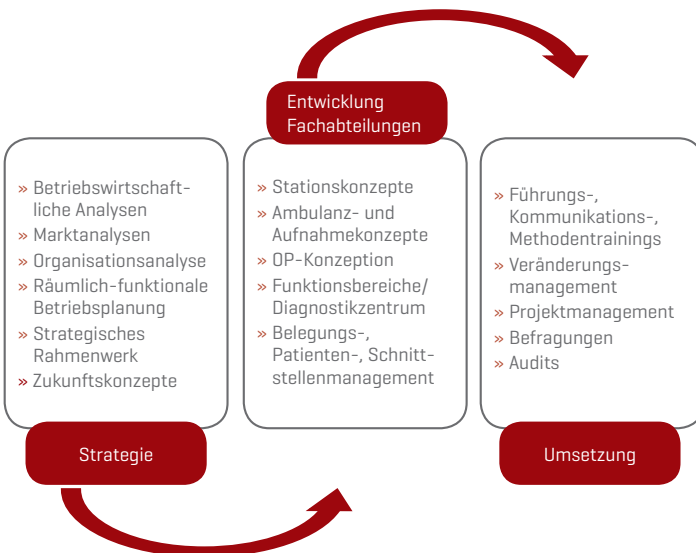 » Betriebswirtschaft-
liche Analysen
» Marktanalysen
» Organisationsanalyse
» Räumlich-funktionale
Betriebsplanung
» Strategisches
Rahmenwerk
» Zukunftskonzepte
Strategie
Entwicklung
Fachabteilungen
» Stationskonzepte
» Ambulanz- und
Aufnahmekonzepte
» OP-Konzeption
» Funktionsbereiche/
Diagnostikzentrum
» Belegungs-,
Patienten-, Schnitt-
stellenmanagement
» Führungs-,
Kommunikations-,
Methodentrainings
» Veränderungs-
management
» Projektmanagement
» Befragungen
» Audits
Umsetzung